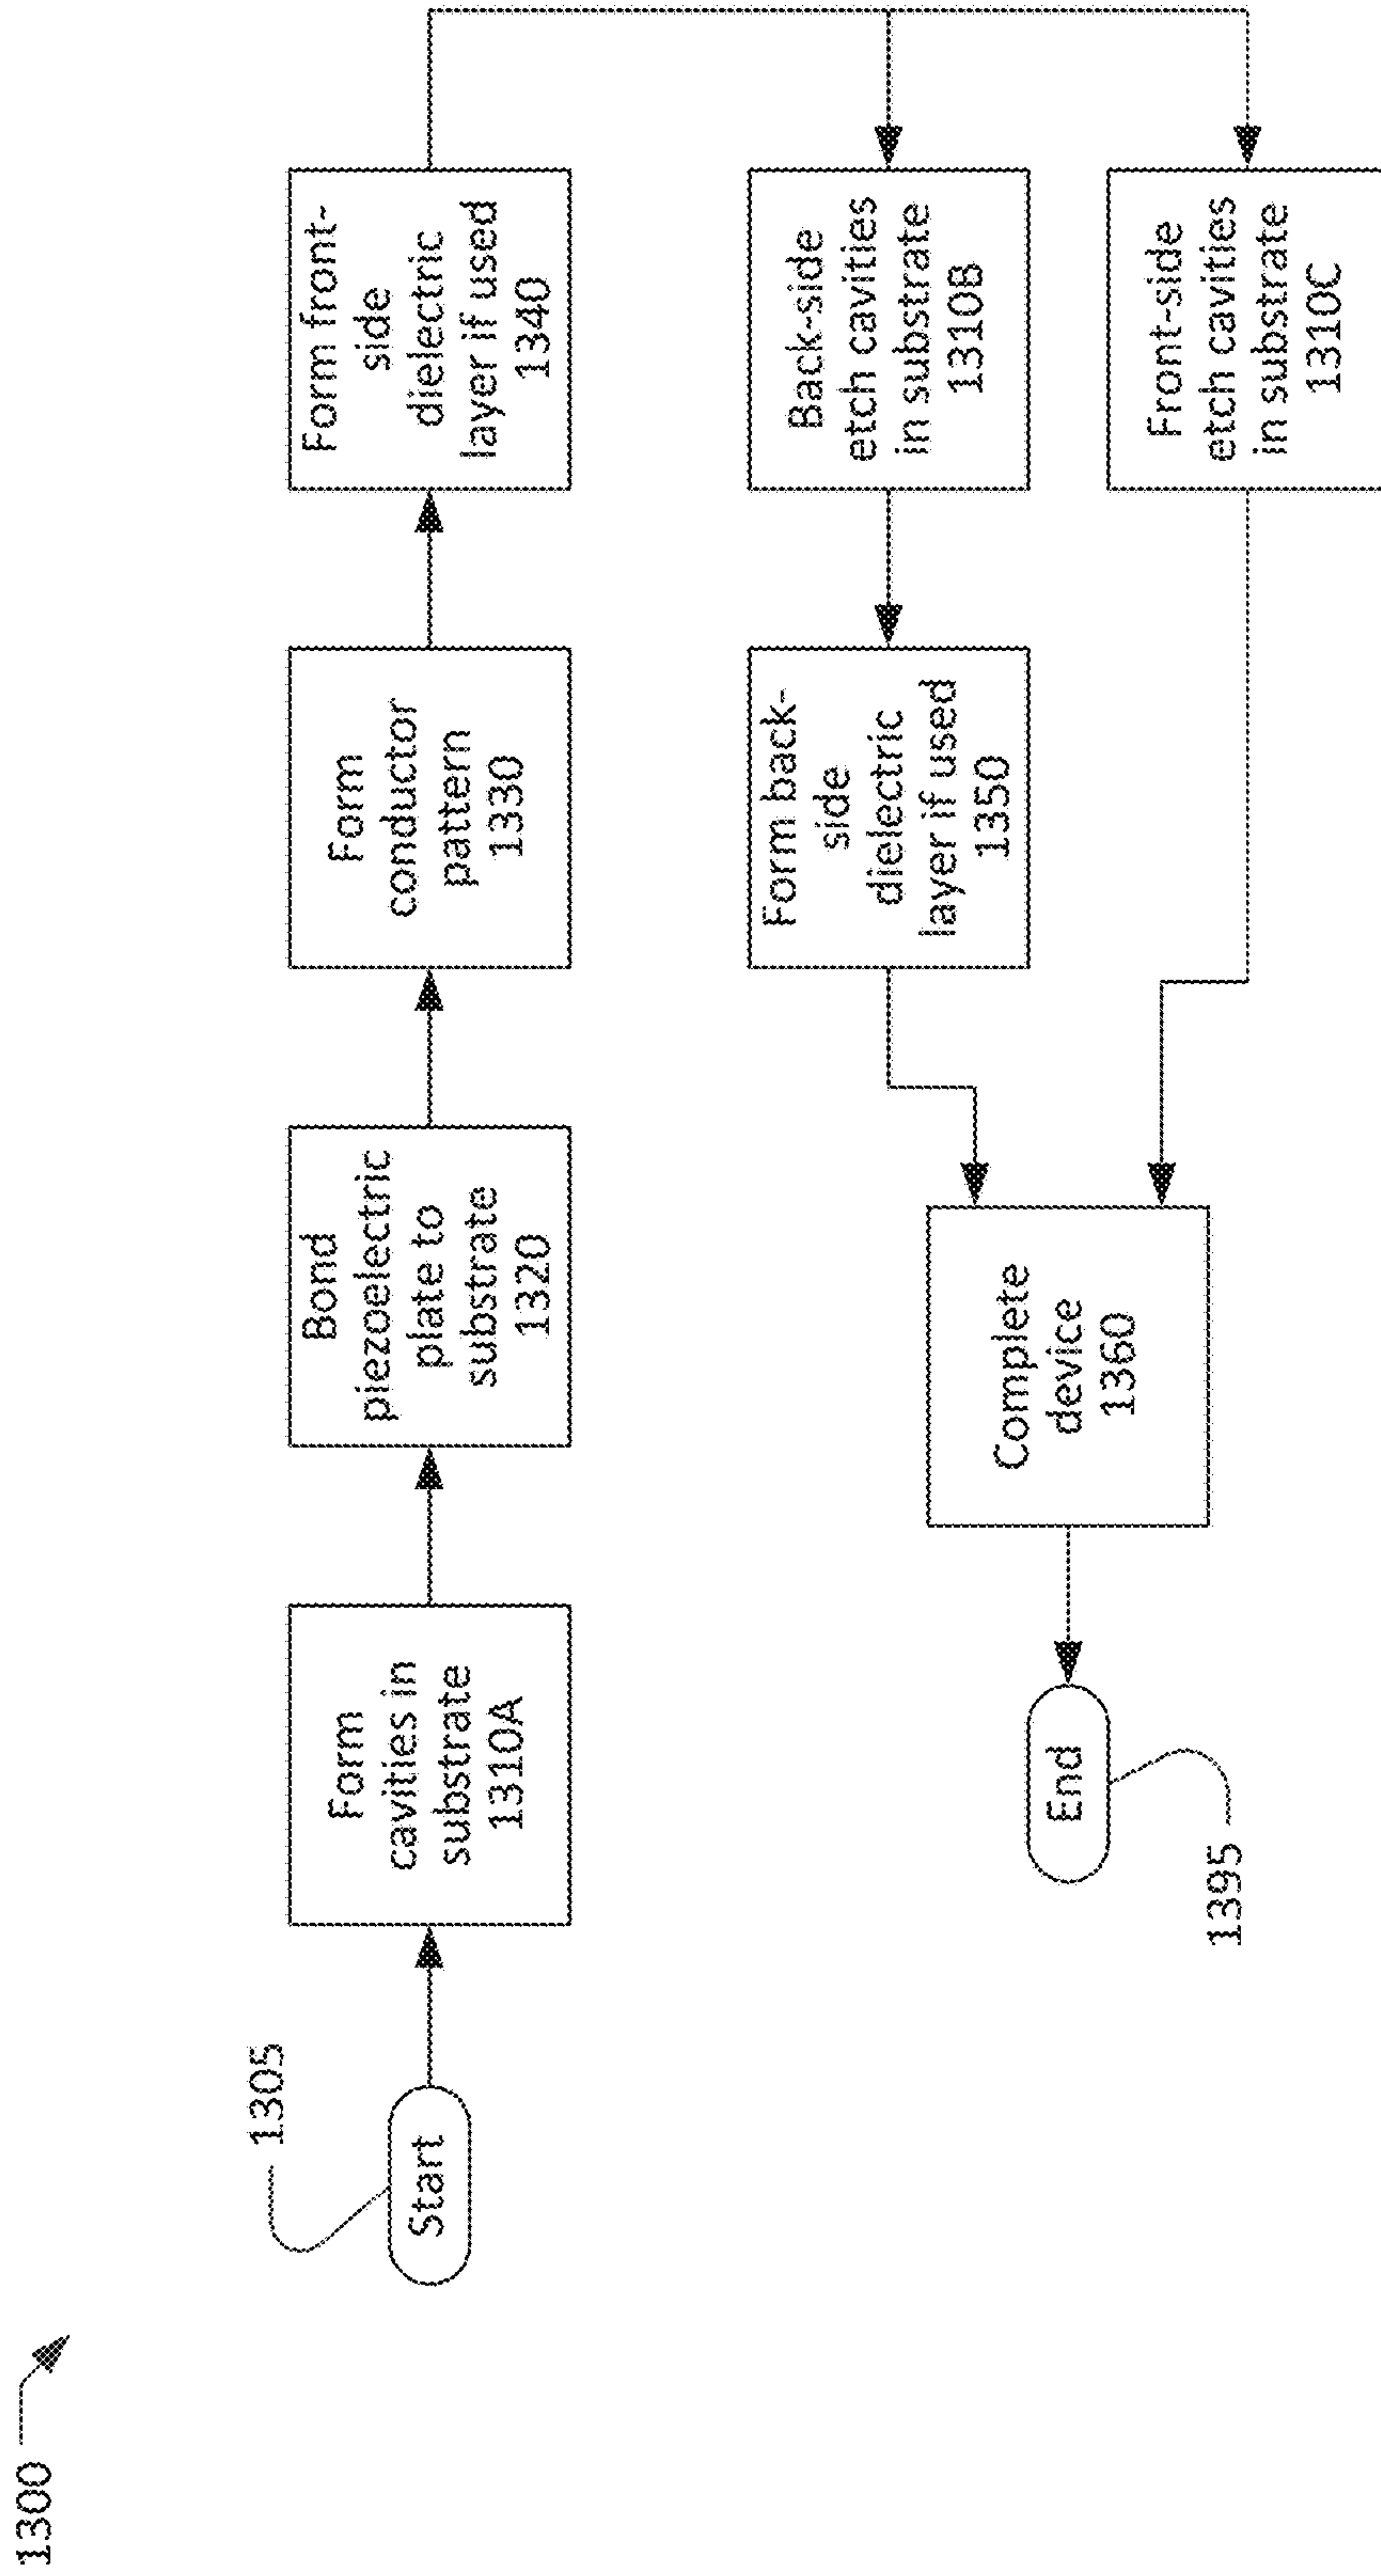 1300
1305
Start
Form
cavities in
substrate
1310A
Bond
piezoelectric
plate to
substrate
1320
Form
conductor
pattern
1330
Form front-
side
dielectric
layer if used
1340
Back-side
etch cavities
in substrate
1310B
Form back-
side
dielectric
layer if used
1350
Front-side
etch cavities
in substrate
1310C
Complete
device
1360
End
1395